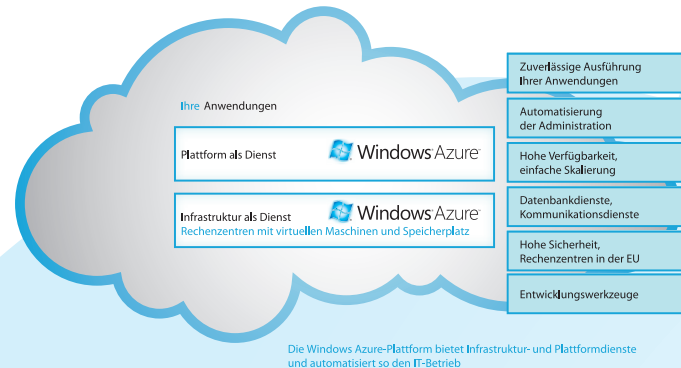 Ihre Anwendungen
Plattform als Dienst
Windows Azure™
Infrastruktur als Dienst
Windows Azure™
Rechenzentren mit virtuellen Maschinen und Speicherplatz
Zuverlässige Ausführung
Ihrer Anwendungen
Automatisierung
der Administration
Hohe Verfügbarkeit,
einfache Skalierung
Datenbankdienste,
Kommunikationsdienste
Hohe Sicherheit,
Rechenzentren in der EU
Entwicklungswerkzeuge
Die Windows Azure-Plattform bietet Infrastruktur- und Plattformdienste
und automatisiert so den IT-Betrieb